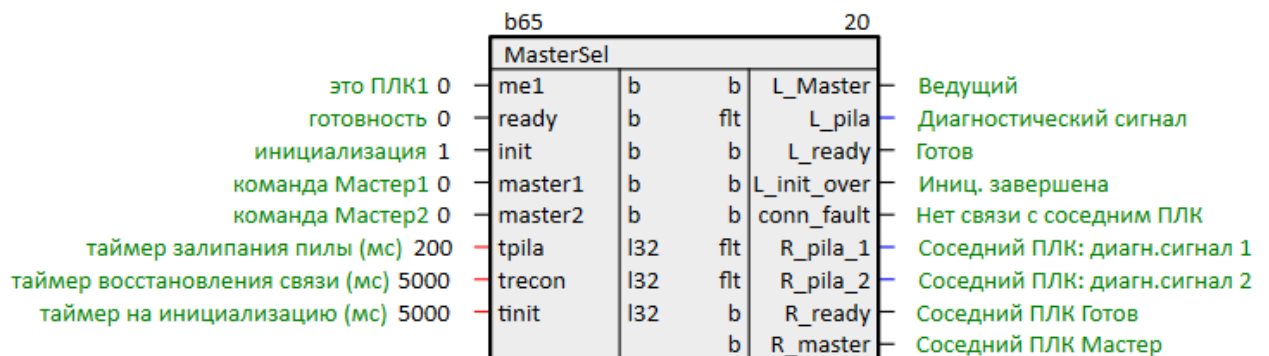 b65 20
MasterSel
это ПЛК1 0 me1 b b L_Master Ведущий
готовность 0 ready b flt L_pila Диагностический сигнал
инициализация 1 init b b L_ready Готов
команда Мастер1 0 master1 b b L_init_over Иниц. завершена
команда Мастер2 0 master2 b b conn_fault Нет связи с соседним ПЛК
таймер залипания пилы (мс) 200 tpila l32 flt R_pila_1 Соседний ПЛК: диагн.сигнал 1
таймер восстановления связи (мс) 5000 trecon l32 flt R_pila_2 Соседний ПЛК: диагн.сигнал 2
таймер на инициализацию (мс) 5000 tinit l32 b R_ready Соседний ПЛК Готов
b R_master Соседний ПЛК Мастер